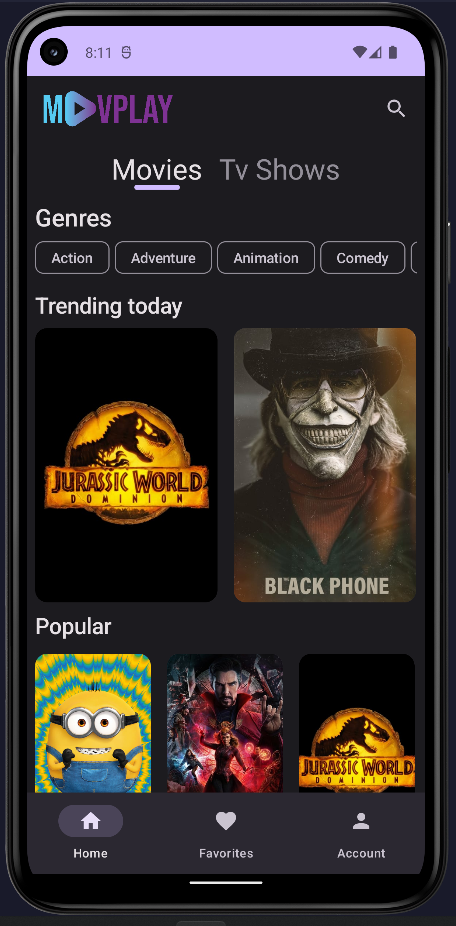 8:11
MOVPLAY
Movies Tv Shows
Genres
Action Adventure Animation Comedy
Trending today
JURASSIC WORLD
DOMINION
BLACK PHONE
Popular
JURASSIC WORLD
DOMINION
Home Favorites Account